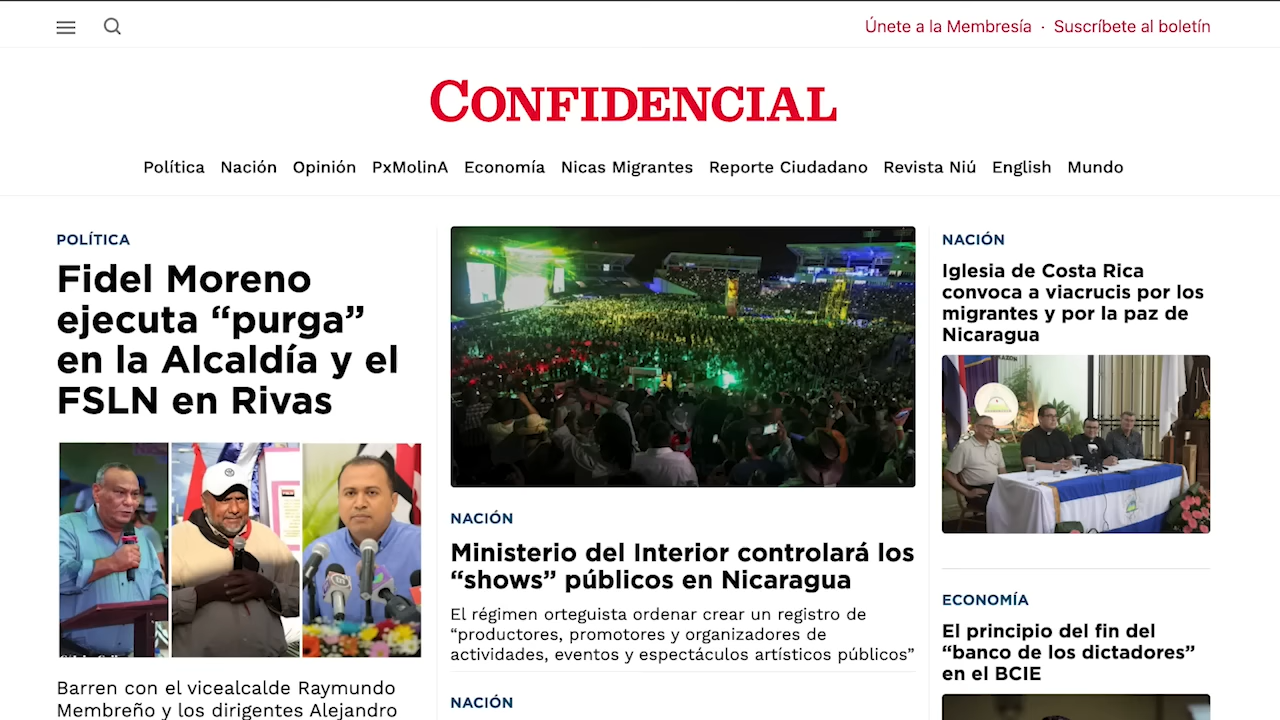 Únete a la Membresía · Suscríbete al boletín
CONFIDENCIAL
Política Nación Opinión PxMolinA Economía Nicas Migrantes Reporte Ciudadano Revista Niú English Mundo
POLÍTICA
Fidel Moreno
ejecuta “purga”
en la Alcaldía y el
FSLN en Rivas
Barren con el vicealcalde Raymundo
Membreño y los dirigentes Alejandro
NACIÓN
Ministerio del Interior controlará los
“shows” públicos en Nicaragua
El régimen orteguista ordenar crear un registro de
“productores, promotores y organizadores de
actividades, eventos y espectáculos artísticos públicos”
NACIÓN
NACIÓN
Iglesia de Costa Rica
convoca a viacrucis por los
migrantes y por la paz de
Nicaragua
ECONOMÍA
El principio del fin del
“banco de los dictadores”
en el BCIE